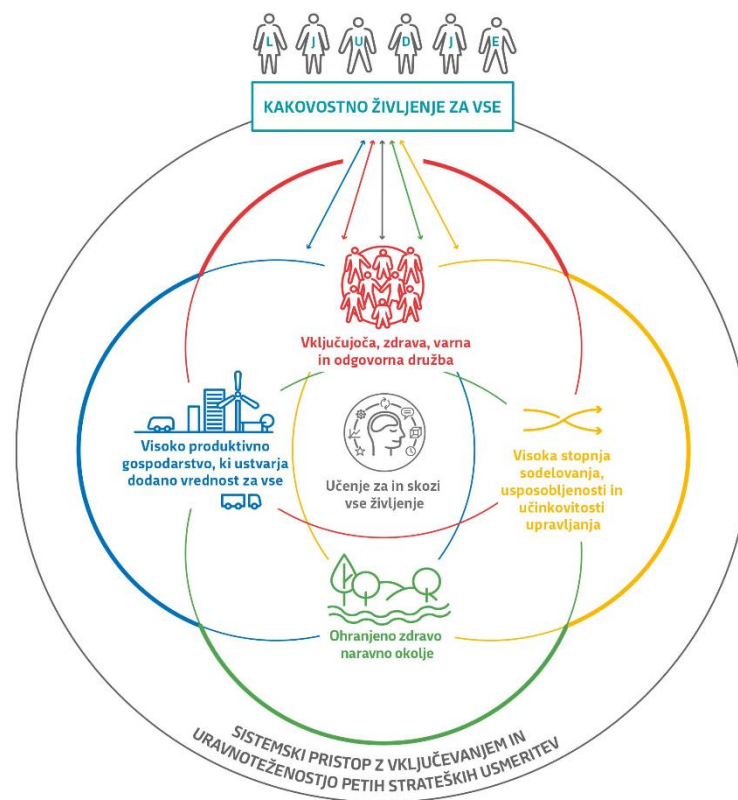 L J U D J E
KAKOVOSTNO ŽIVLJENJE ZA VSE
Vključujoča, zdrava, varna
in odgovorna družba
Visoko produktivno
gospodarstvo, ki ustvarja
dodano vrednost za vse
Učenje za in skozi
vse življenje
Visoka stopnja
sodelovanja,
usposobljenosti in
učinkovitosti
upravljanja
Ohranjeno zdravo
naravno okolje
SISTEMSKI PRISTOP Z VKLJUČEVANJEM IN
URAVNOTEŽENOSTJO PETIH STRATEŠKIH USMERITEV